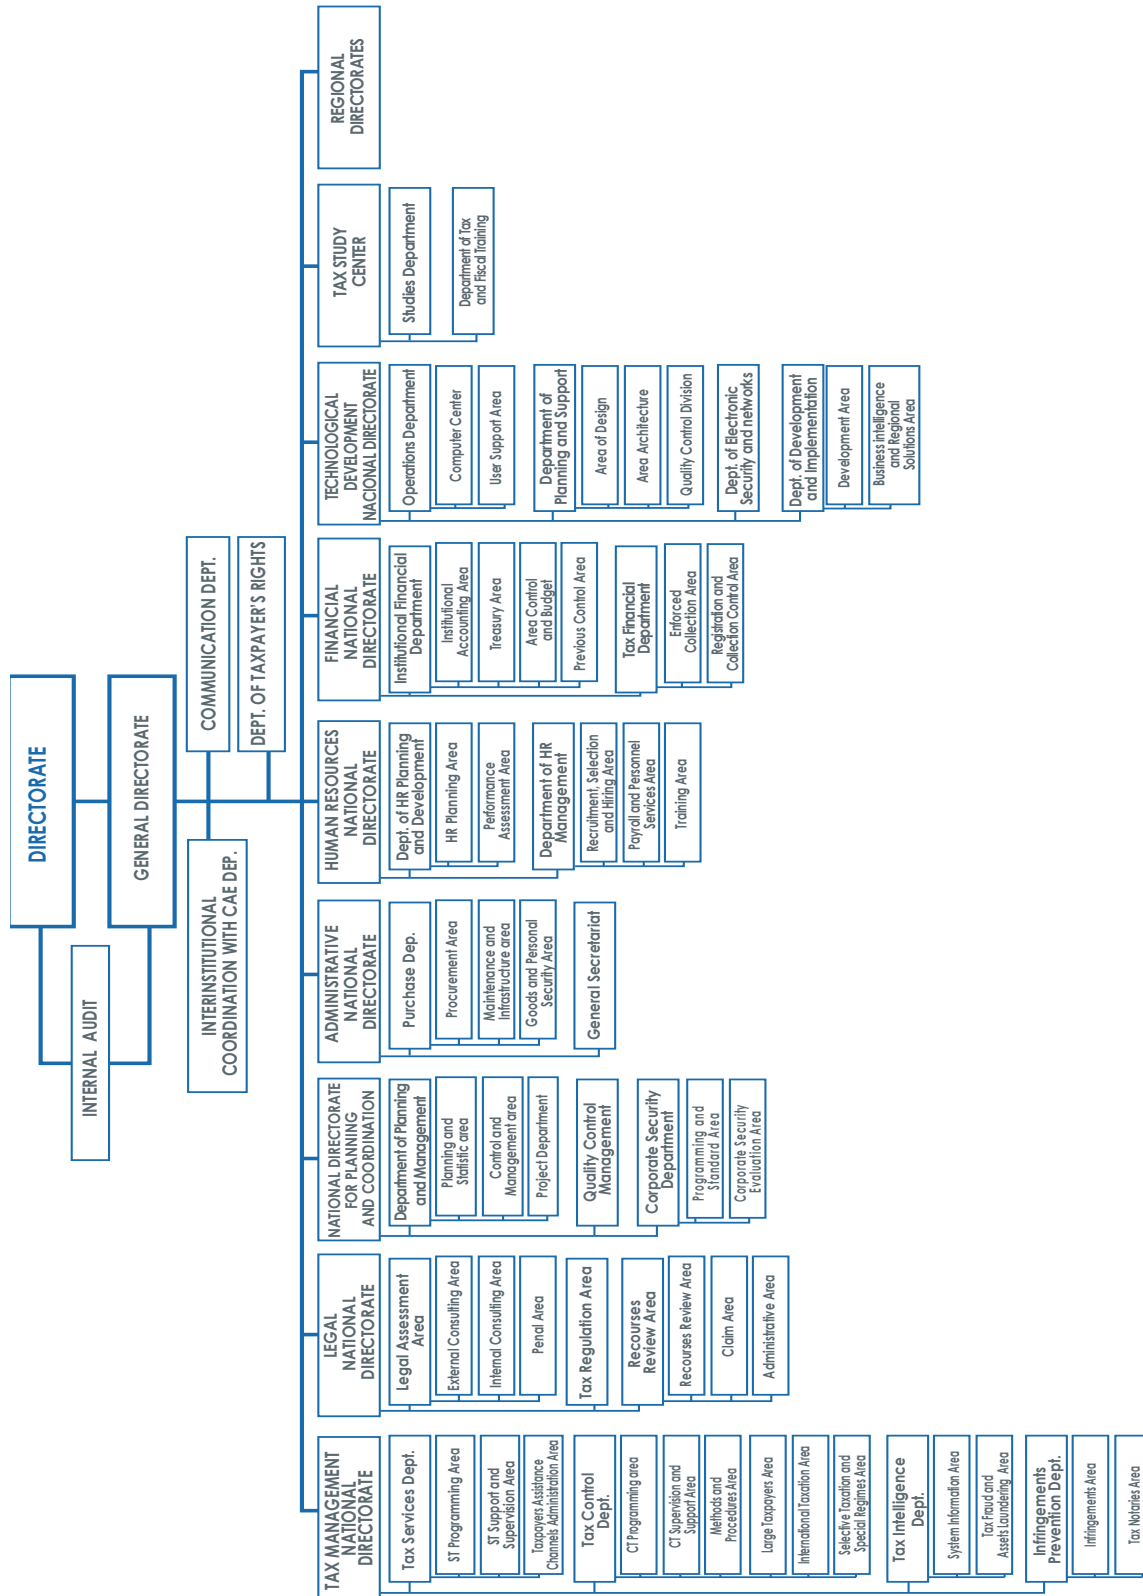 DIRECTORATE
INTERNAL AUDIT
GENERAL DIRECTORATE
INTERINSTITUTIONAL
COORDINATION WITH CAE DEP.
COMMUNICATION DEPT.
DEPT. OF TAXPAYER'S RIGHTS
TAX MANAGEMENT
NATIONAL
DIRECTORATE
Tax Services Dept.
ST Programming Area
ST Support and
Supervision Area
Taxpayers Assistance
Channels Administration Area
Tax Control
Dept.
CT Programming area
CT Supervision and
Support Area
Methods and
Procedures Area
Large Taxpayers Area
International Taxation Area
Selective Taxation and
Special Regimes Area
Tax Intelligence
Dept.
System Information Area
Tax Fraud and
Assets Laundering Area
Infringements
Prevention Dept.
Infringements Area
Tax Notaries Area
LEGAL
NATIONAL
DIRECTORATE
Legal Assessment
Area
External Consulting Area
Internal Consulting Area
Penal Area
Tax Regulation Area
Recourses
Review Area
Recourses Review Area
Claim Area
Administrative Area
NATIONAL DIRECTORATE
FOR PLANNING
AND COORDINATION
Department of Planning
and Management
Planning and
Statistic area
Control and
Management area
Project Department
Quality Control
Management
Corporate Security
Department
Programming and
Standard Area
Corporate Security
Evaluation Area
ADMINISTRATIVE
NATIONAL
DIRECTORATE
Purchase Dep.
Procurement Area
Maintenance and
Infrastructure area
Goods and Personal
Security Area
General Secretariat
HUMAN RESOURCES
NATIONAL
DIRECTORATE
Dept. of HR Planning
and Development
HR Planning Area
Performance
Assessment Area
Department of HR
Management
Recruitment, Selection
and Hiring Area
Payroll and Personnel
Services Area
Training Area
FINANCIAL
NATIONAL
DIRECTORATE
Institutional Financial
Department
Institutional
Accounting Area
Treasury Area
Area Control
and Budget
Previous Control Area
Tax Financial
Department
Enforced
Collection Area
Registration and
Collection Control Area
TECHNOLOGICAL
DEVELOPMENT
NACIONAL DIRECTORATE
Operations Department
Computer Center
User Support Area
Department of
Planning and Support
Area of Design
Area Architecture
Quality Control Division
Dept. of Electronic
Security and networks
Dept. of Development
and Implementation
Development Area
Business intelligence
and Regional
Solutions Area
TAX STUDY
CENTER
Studies Department
Department of Tax
and Fiscal Training
REGIONAL
DIRECTORATES